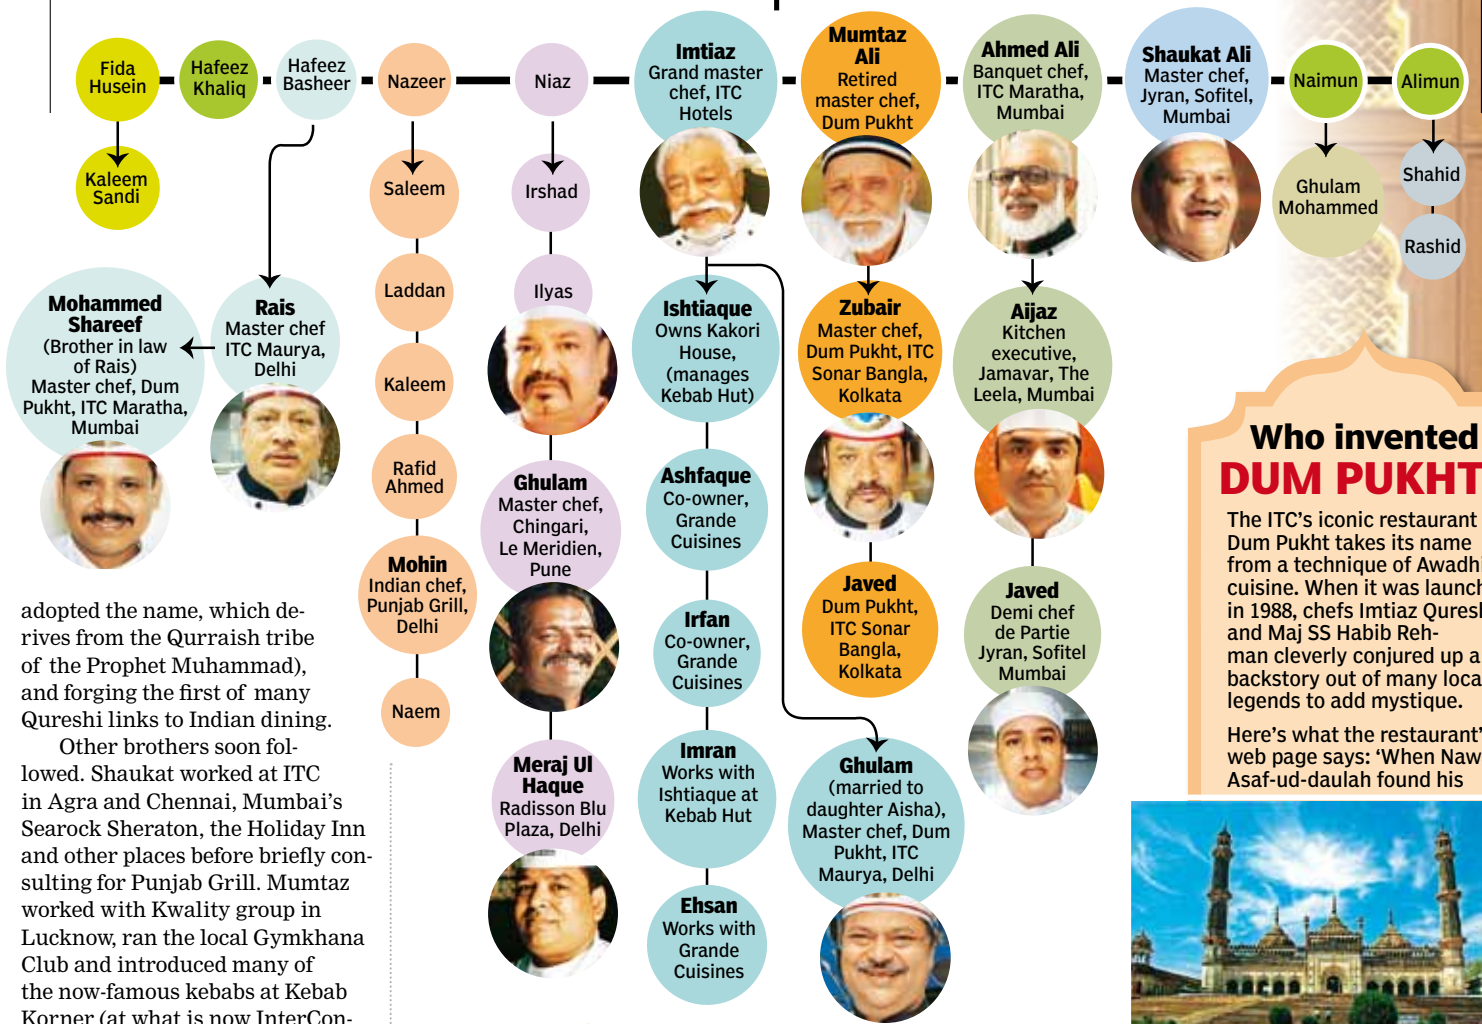 Fida
Husein
Hafeez
Khaliq
Hafeez
Basheer
Nazeer
Niaz
Imtiaz
Grand master
chef, ITC
Hotels
Mumtaz
Ali
Retired
master chef,
Dum Pukht
Ahmed Ali
Banquet chef,
ITC Maratha,
Mumbai
Shaukat Ali
Master chef,
Jyran, Sofitel,
Mumbai
Naimun
Alimun
Kaleem
Sandi
Mohammed
Shareef
(Brother in law
of Rais)
Master chef, Dum
Pukht, ITC Maratha,
Mumbai
Rais
Master chef
ITC Maurya,
Delhi
Saleem
Laddan
Kaleem
Rafid
Ahmed
Mohin
Indian chef,
Punjab Grill,
Delhi
Naem
Irshad
Ilyas
Ghulam
Master chef,
Chingari,
Le Meridien,
Pune
Meraj Ul
Haque
Radisson Blu
Plaza, Delhi
Ishtiaque
Owns Kakori
House,
(manages
Kebab Hut)
Ashfaque
Co-owner,
Grande
Cuisines
Irfan
Co-owner,
Grande
Cuisines
Imran
Works with
Ishtiaque at
Kebab Hut
Ehsan
Works with
Grande
Cuisines
Ghulam
(married to
daughter Aisha),
Master chef, Dum
Pukht, ITC
Maurya, Delhi
Zubair
Master chef,
Dum Pukht, ITC
Sonar Bangla,
Kolkata
Javed
Dum Pukht,
ITC Sonar
Bangla,
Kolkata
Aijaz
Kitchen
executive,
Jamavar, The
Leela, Mumbai
Javed
Demi chef
de Partie
Jyran, Sofitel
Mumbai
Ghulam
Mohammed
Shahid
Rashid
adopted the name, which de-
rives from the Qurraish tribe
of the Prophet Muhammad),
and forging the first of many
Qureshi links to Indian dining.
Other brothers soon fol-
lowed. Shaukat worked at ITC
in Agra and Chennai, Mumbai's
Searock Sheraton, the Holiday Inn
and other places before briefly con-
sulting for Punjab Grill. Mumtaz
worked with Kwality group in
Lucknow, ran the local Gymkhana
Club and introduced many of
the now-famous kebabs at Kebab
Korner (at what is now InterCon-
Who invented
DUM PUKHT
The ITC's iconic restaurant
Dum Pukht takes its name
from a technique of Awadhi
cuisine. When it was launch
in 1988, chefs Imtiaz Quresh
and Maj SS Habib Reh-
man cleverly conjured up a
backstory out of many loca
legends to add mystique.
Here's what the restaurant'
web page says: 'When Naw
Asaf-ud-daulah found his